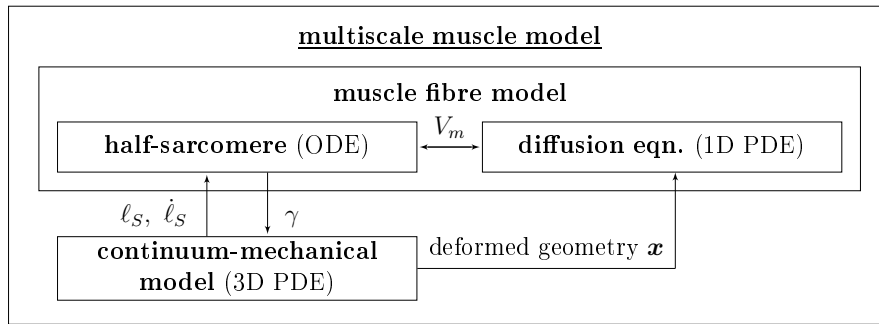 multiscale muscle model
muscle fibre model
half-sarcomere (ODE)
V_m
diffusion eqn. (1D PDE)
ℓ_S, ℓ̇_S
γ
continuum-mechanical
model (3D PDE)
deformed geometry x